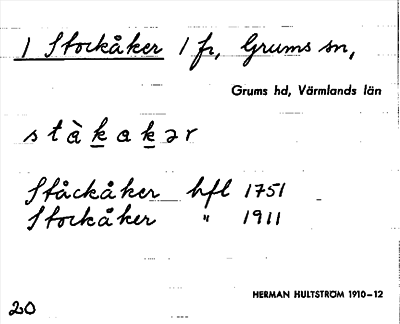 1 Stockåker 1 fr, Grums sn,
Grums hd, Värmlands län
s t å̀ k a k ə r
Ståckåker hfl 1751
Stockåker " 1911
HERMAN HULTSTRÖM 1910–12
20